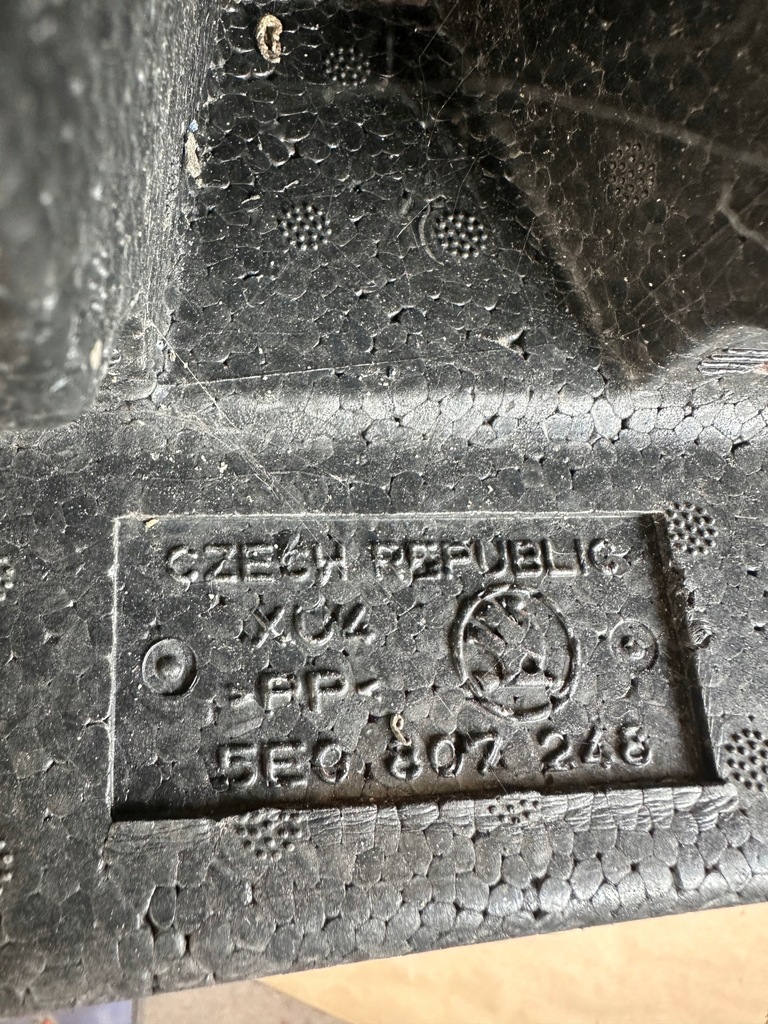 CZECH REPUBLIC
XC4
>PP<
5E0 807 248